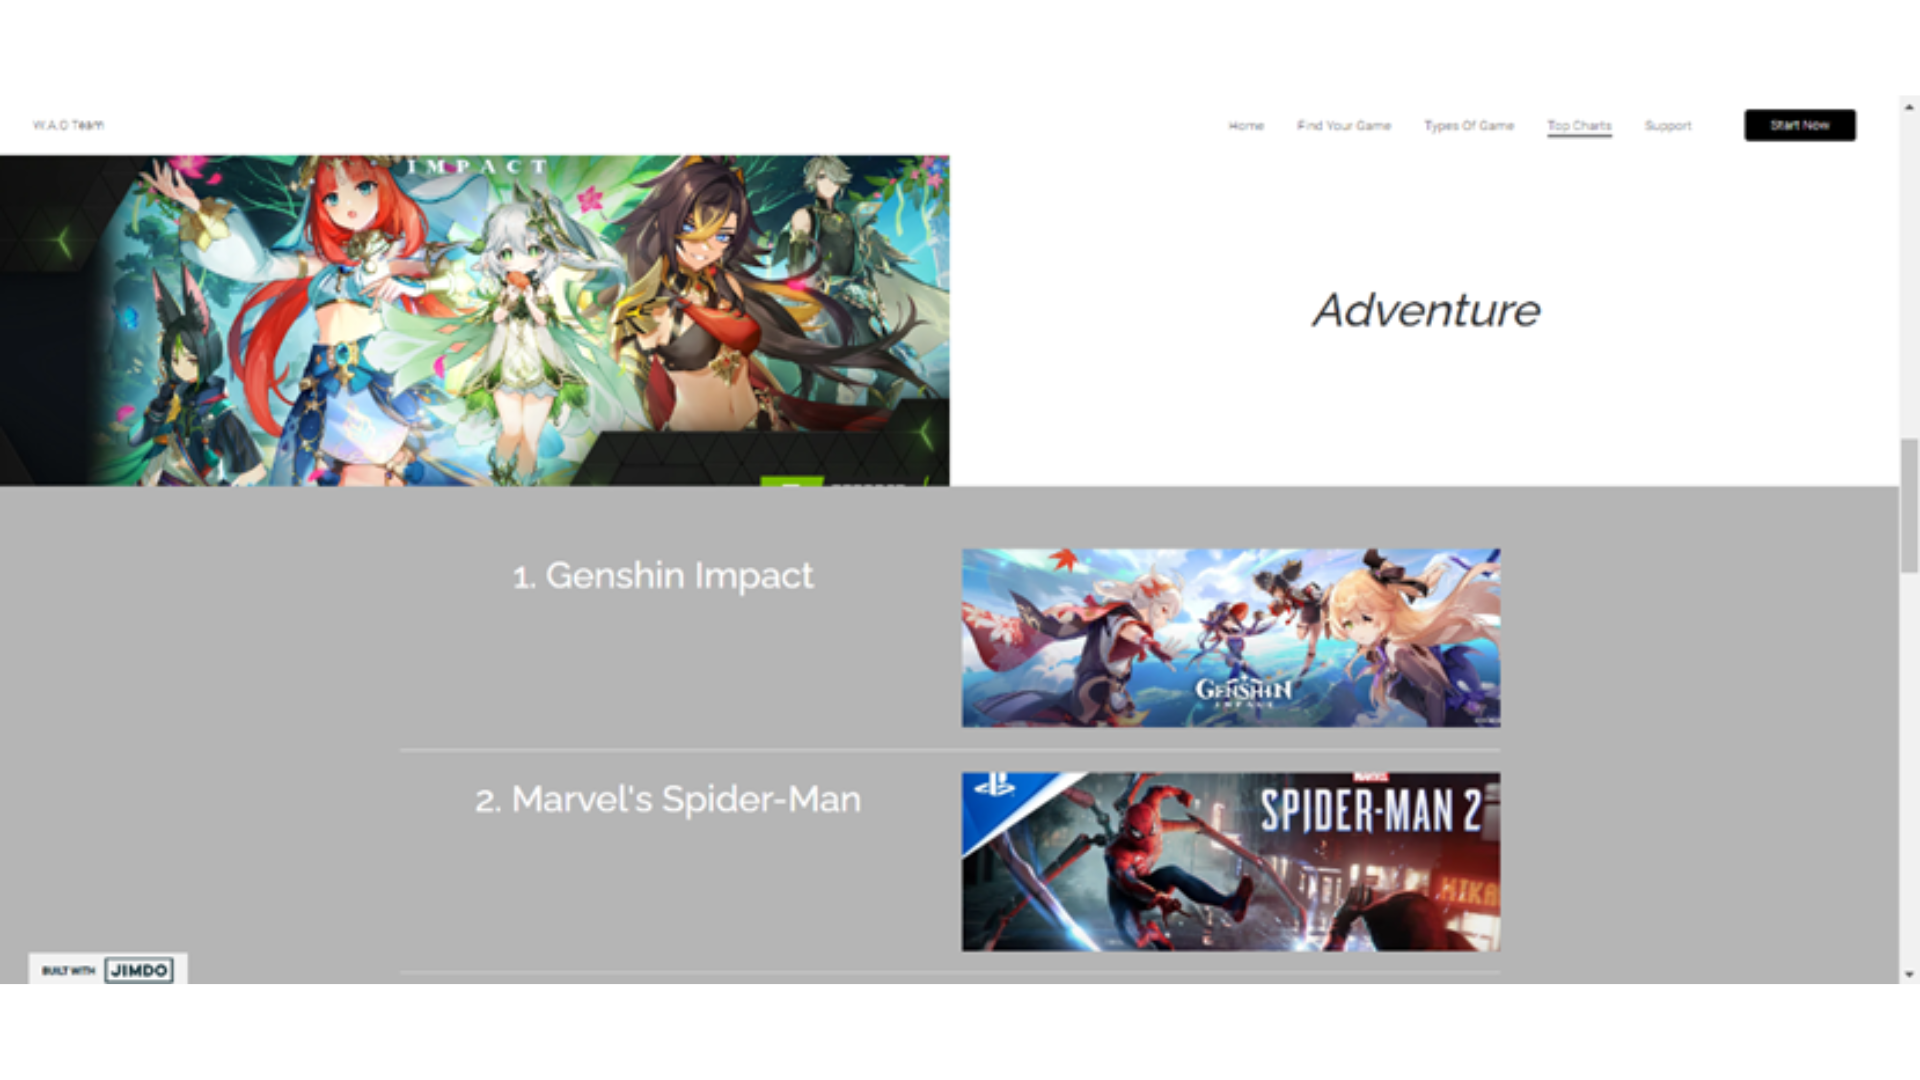 W.A.O Team
Home Find Your Game Types Of Game Top Charts Support Start Now
IMPACT
Adventure
1. Genshin Impact
GENSHIN
IMPACT
2. Marvel's Spider-Man
MARVEL
SPIDER-MAN 2
HIKA
BUILT WITH JIMDO